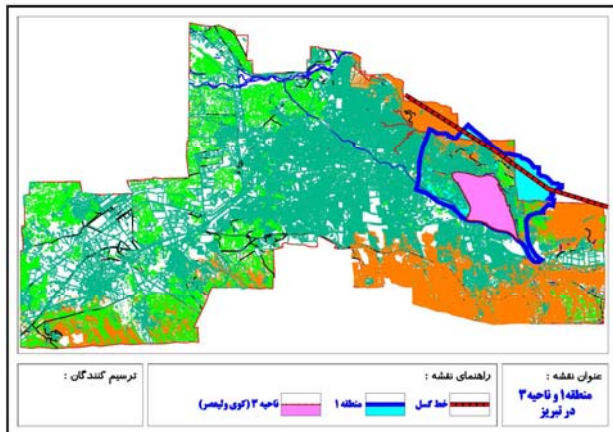 عنوان نقشه :
منطقه ۱ و ناحیه ۳
در تبریز
راهنمای نقشه :
خط گسل
منطقه ۱
ناحیه ۳ (کوی ولیعصر)
ترسیم کنندگان :